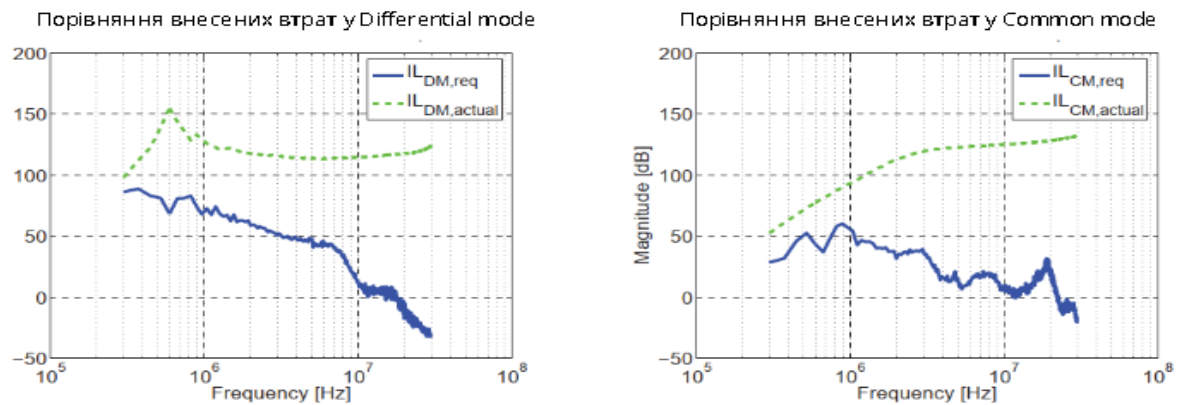 Порівняння внесених втрат у Differential mode
200
150
100
50
0
−50
10^5
10^6
10^7
10^8
Frequency [Hz]
IL_DM,req
IL_DM,actual
Порівняння внесених втрат у Common mode
Magnitude [dB]
200
150
100
50
0
−50
10^5
10^6
10^7
10^8
Frequency [Hz]
IL_CM,req
IL_CM,actual